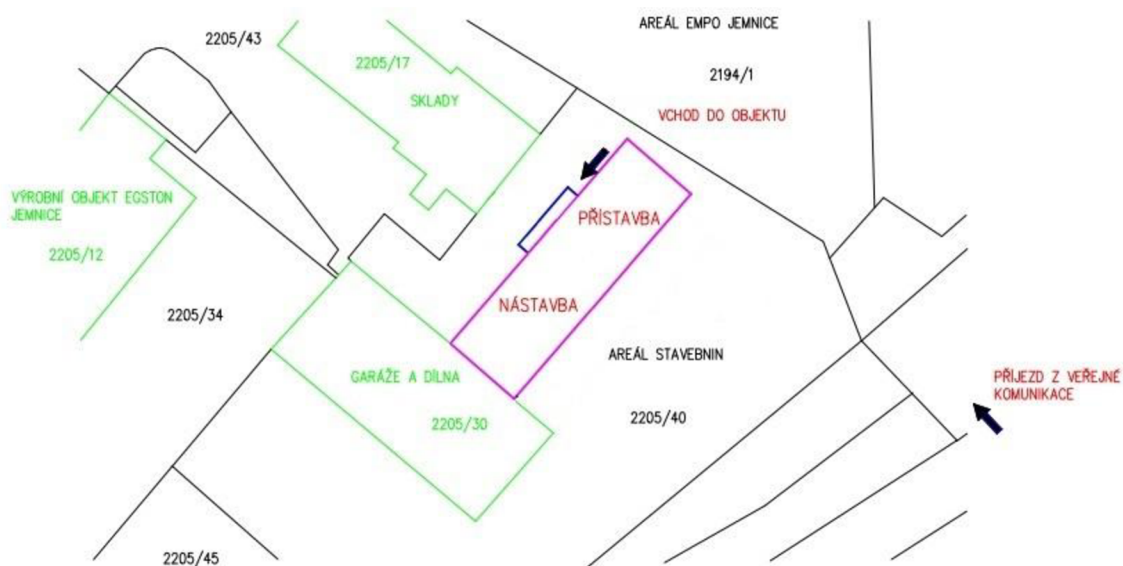 AREÁL EMPO JEMNICE
2205/43
2205/17
2194/1
SKLADY
VCHOD DO OBJEKTU
VÝROBNÍ OBJEKT EGSTON
JEMNICE
PŘÍSTAVBA
2205/12
NÁSTAVBA
2205/34
AREÁL STAVEBNIN
GARÁŽE A DÍLNA
PŘÍJEZD Z VEŘEJNÉ
KOMUNIKACE
2205/30
2205/40
2205/45